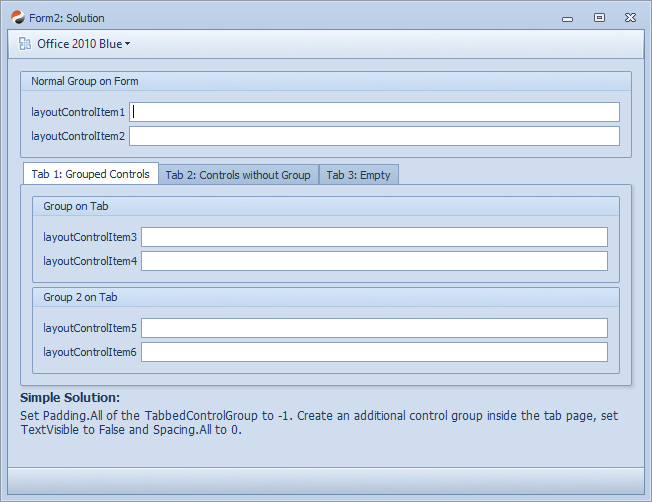 Form2: Solution
Office 2010 Blue
Normal Group on Form
layoutControlItem1
layoutControlItem2
Tab 1: Grouped Controls Tab 2: Controls without Group Tab 3: Empty
Group on Tab
layoutControlItem3
layoutControlItem4
Group 2 on Tab
layoutControlItem5
layoutControlItem6
Simple Solution:
Set Padding.All of the TabbedControlGroup to -1. Create an additional control group inside the tab page, set
TextVisible to False and Spacing.All to 0.